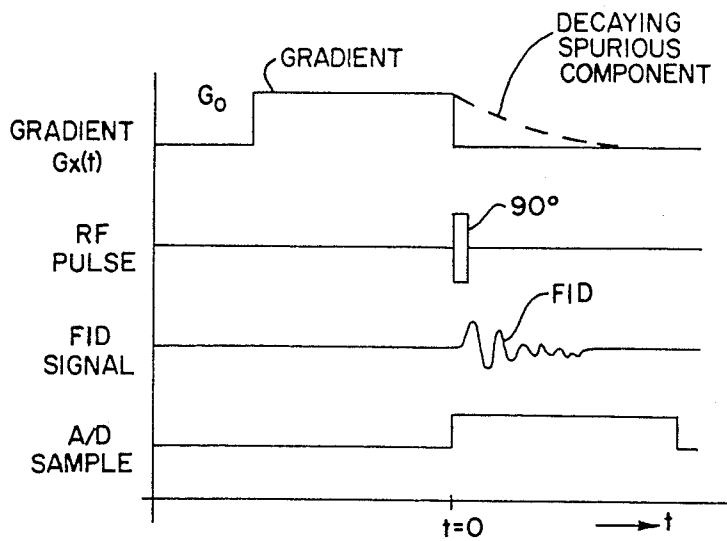 DECAYING
SPURIOUS
COMPONENT
GRADIENT
G₀
GRADIENT
Gx(t)
90°
RF
PULSE
FID
FID
SIGNAL
A/D
SAMPLE
t=0
t